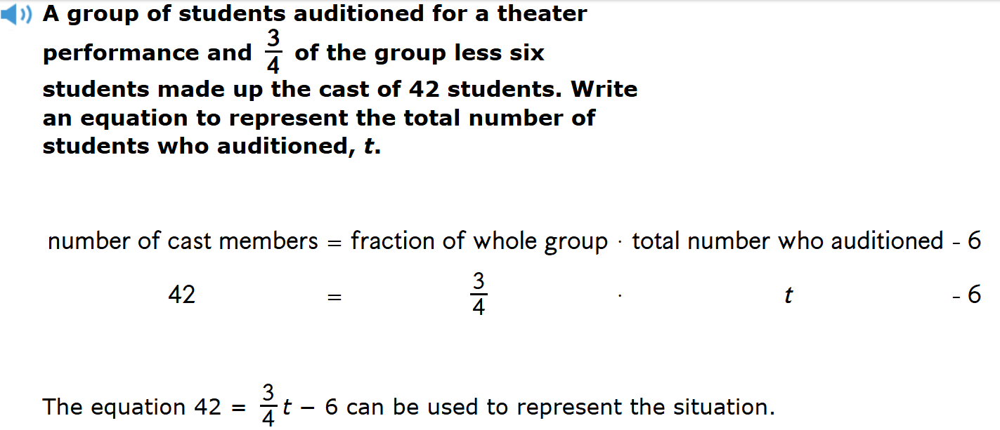 A group of students auditioned for a theater
performance and 3/4 of the group less six
students made up the cast of 42 students. Write
an equation to represent the total number of
students who auditioned, t.
number of cast members = fraction of whole group · total number who auditioned - 6
42 = 3/4 · t - 6
The equation 42 = 3/4 t − 6 can be used to represent the situation.